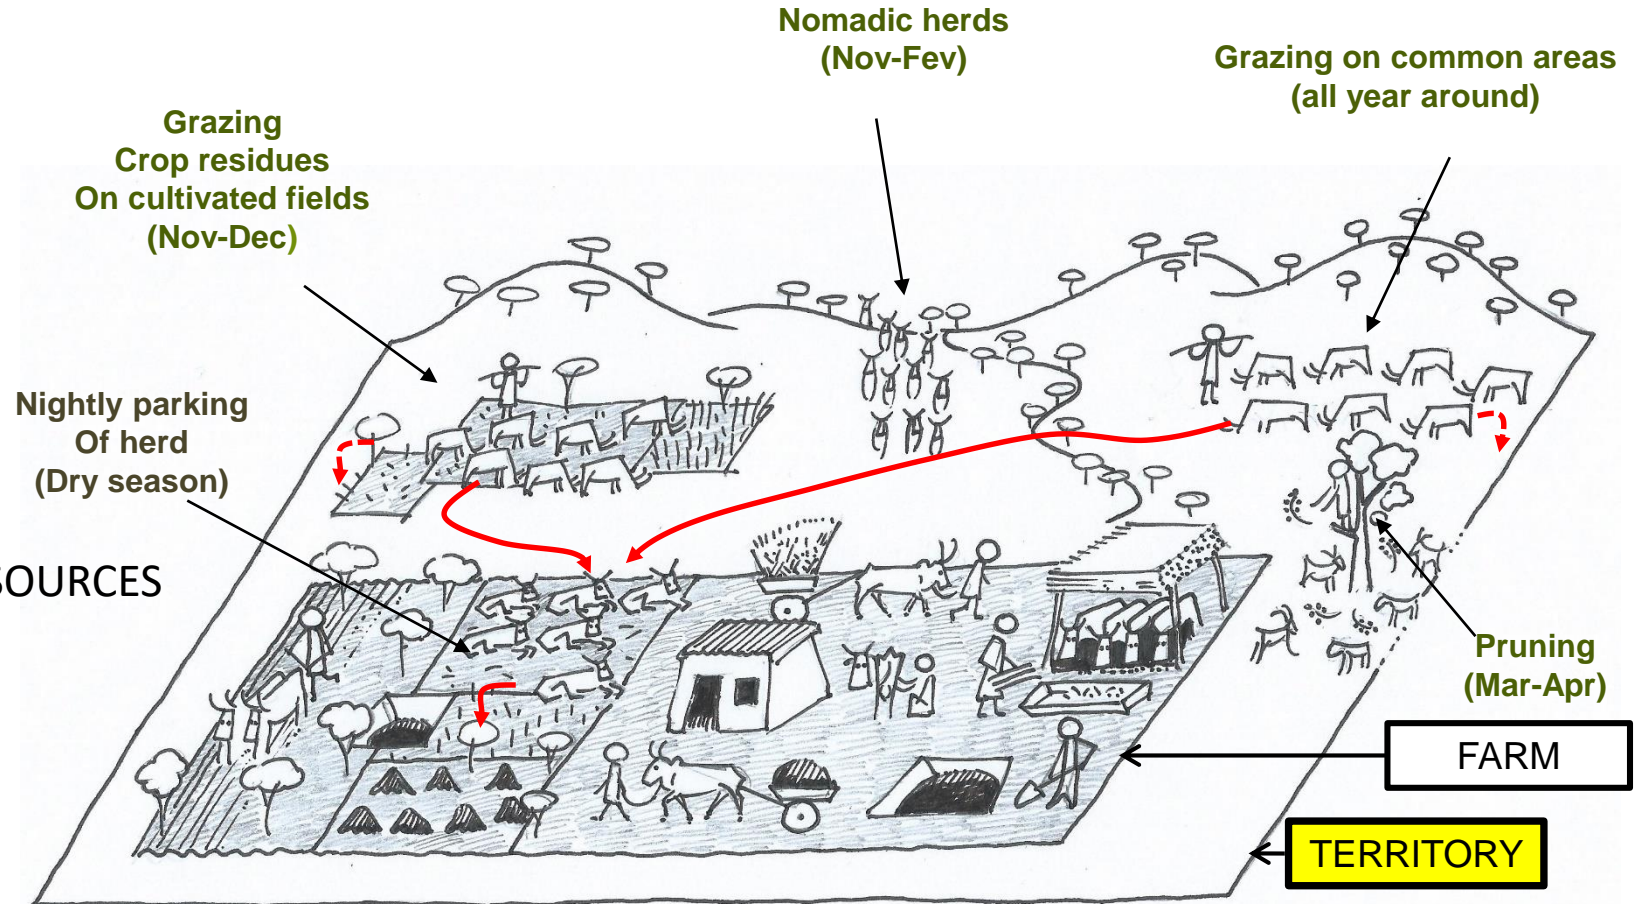 Nomadic herds
(Nov-Fev)
Grazing on common areas
(all year around)
Grazing
Crop residues
On cultivated fields
(Nov-Dec)
Nightly parking
Of herd
(Dry season)
SOURCES
Pruning
(Mar-Apr)
FARM
TERRITORY